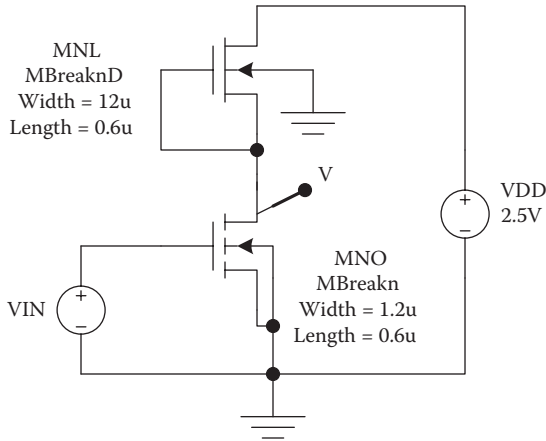 MNL
MBreaknD
Width = 12u
Length = 0.6u
V
VDD
2.5V
+
−
MNO
MBreakn
Width = 1.2u
Length = 0.6u
VIN
+
−